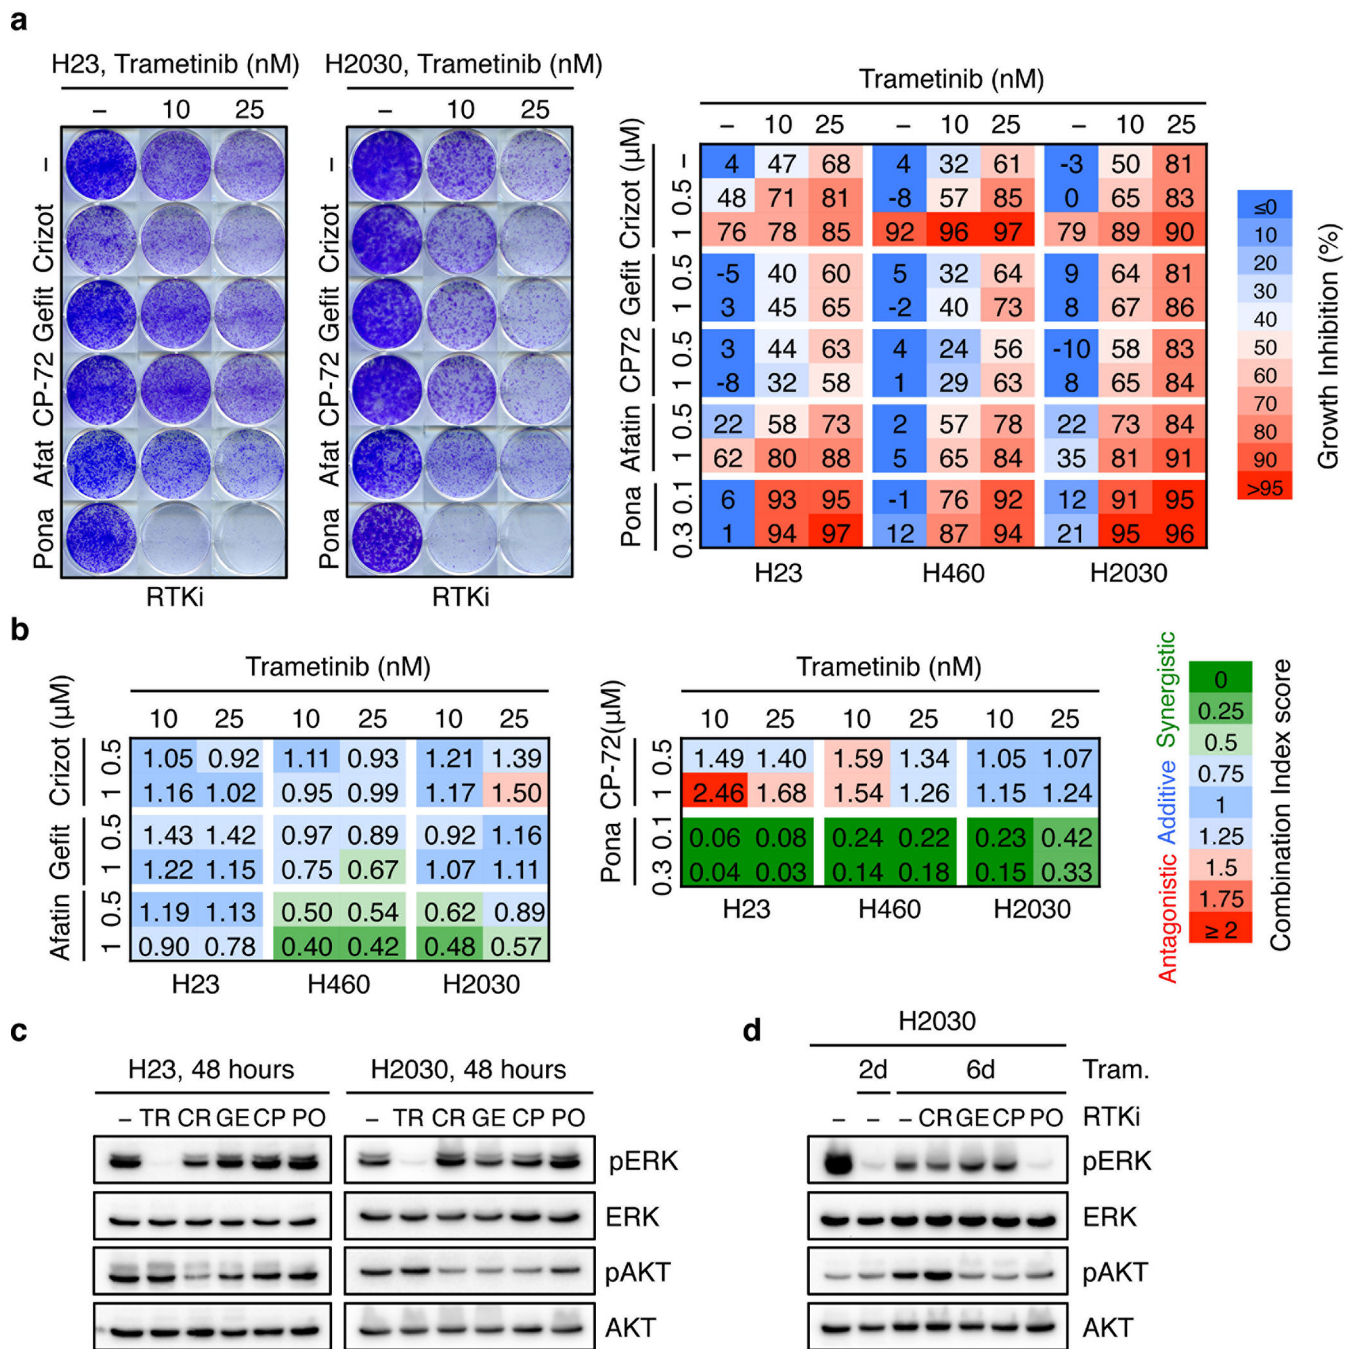 a
H23, Trametinib (nM)
– 10 25
– Crizot Gefit CP-72 Afat Pona
RTKi
H2030, Trametinib (nM)
– 10 25
– Crizot Gefit CP-72 Afat Pona
RTKi
Trametinib (nM)
– 10 25 – 10 25 – 10 25
Crizot (µM)
– 4 47 68 4 32 61 -3 50 81
0.5 48 71 81 -8 57 85 0 65 83
1 76 78 85 92 96 97 79 89 90
Gefit
0.5 -5 40 60 5 32 64 9 64 81
1 3 45 65 -2 40 73 8 67 86
CP72
0.5 3 44 63 4 24 56 -10 58 83
1 -8 32 58 1 29 63 8 65 84
Afatin
0.5 22 58 73 2 57 78 22 73 84
1 62 80 88 5 65 84 35 81 91
Pona
0.1 6 93 95 -1 76 92 12 91 95
0.3 1 94 97 12 87 94 21 95 96
H23 H460 H2030
≤0
10
20
30
40
50
60
70
80
90
>95
Growth Inhibition (%)
b
Trametinib (nM)
10 25 10 25 10 25
Crizot (µM)
0.5 1.05 0.92 1.11 0.93 1.21 1.39
1 1.16 1.02 0.95 0.99 1.17 1.50
Gefit
0.5 1.43 1.42 0.97 0.89 0.92 1.16
1 1.22 1.15 0.75 0.67 1.07 1.11
Afatin
0.5 1.19 1.13 0.50 0.54 0.62 0.89
1 0.90 0.78 0.40 0.42 0.48 0.57
H23 H460 H2030
Trametinib (nM)
10 25 10 25 10 25
CP-72(µM)
0.5 1.49 1.40 1.59 1.34 1.05 1.07
1 2.46 1.68 1.54 1.26 1.15 1.24
Pona
0.1 0.06 0.08 0.24 0.22 0.23 0.42
0.3 0.04 0.03 0.14 0.18 0.15 0.33
H23 H460 H2030
Antagonistic Additive Synergistic
0
0.25
0.5
0.75
1
1.25
1.5
1.75
≥ 2
Combination Index score
c
H23, 48 hours H2030, 48 hours
– TR CR GE CP PO – TR CR GE CP PO
pERK
ERK
pAKT
AKT
d
H2030
2d 6d Tram.
– – – CR GE CP PO RTKi
pERK
ERK
pAKT
AKT